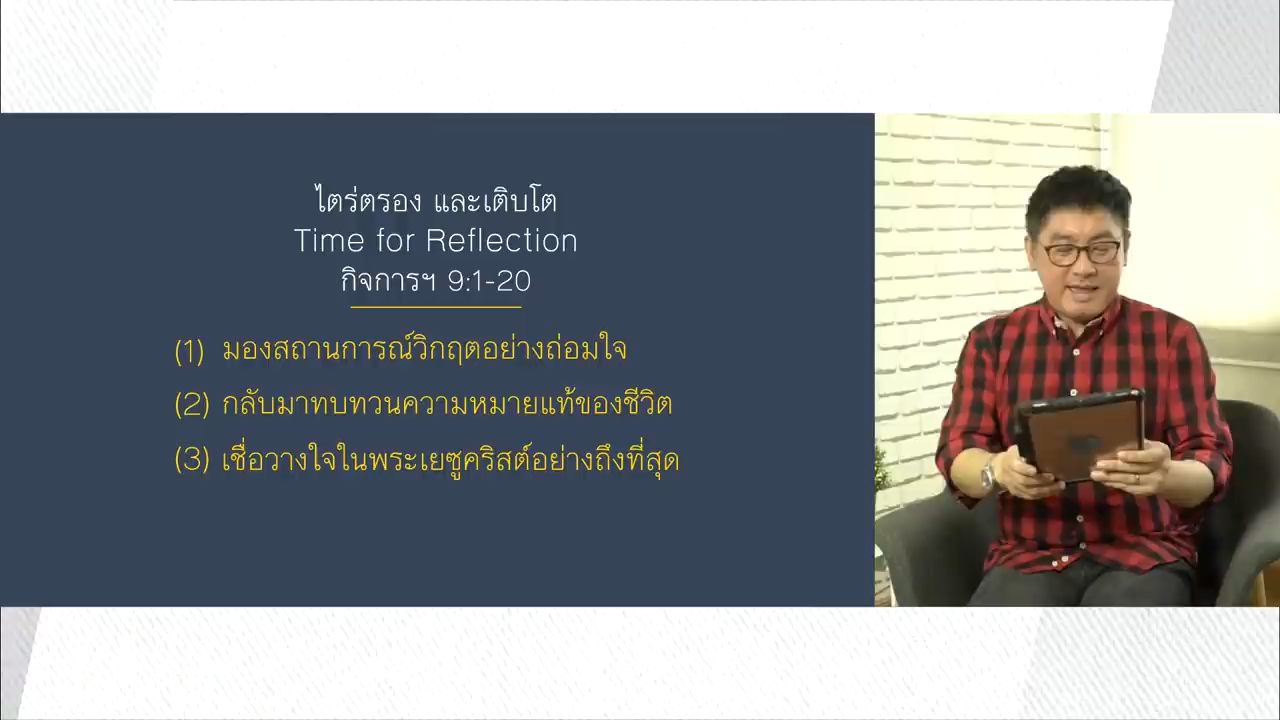 ไตร่ตรอง และเติบโต
Time for Reflection
กิจการฯ 9:1-20
(1) มองสถานการณ์วิกฤตอย่างถ่อมใจ
(2) กลับมาทบทวนความหมายแท้ของชีวิต
(3) เชื่อวางใจในพระเยซูคริสต์อย่างถึงที่สุด